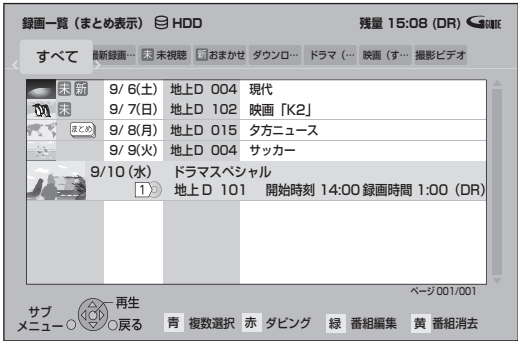 録画一覧(まとめ表示) HDD 残量 15:08 (DR) GGUIDE
すべて 最新録画… 未 未視聴 新 おまかせ ダウンロ… ドラマ(… 映画(す… 撮影ビデオ
未 新 9/ 6(土) 地上D 004 現代
未 9/ 7(日) 地上D 102 映画「K2」
まとめ 9/ 8(月) 地上D 015 夕方ニュース
9/ 9(火) 地上D 004 サッカー
9/10(水) ドラマスペシャル
1 地上D 101 開始時刻 14:00 録画時間 1:00 (DR)
ページ 001/001
サブメニュー 再生 戻る 青 複数選択 赤 ダビング 緑 番組編集 黄 番組消去